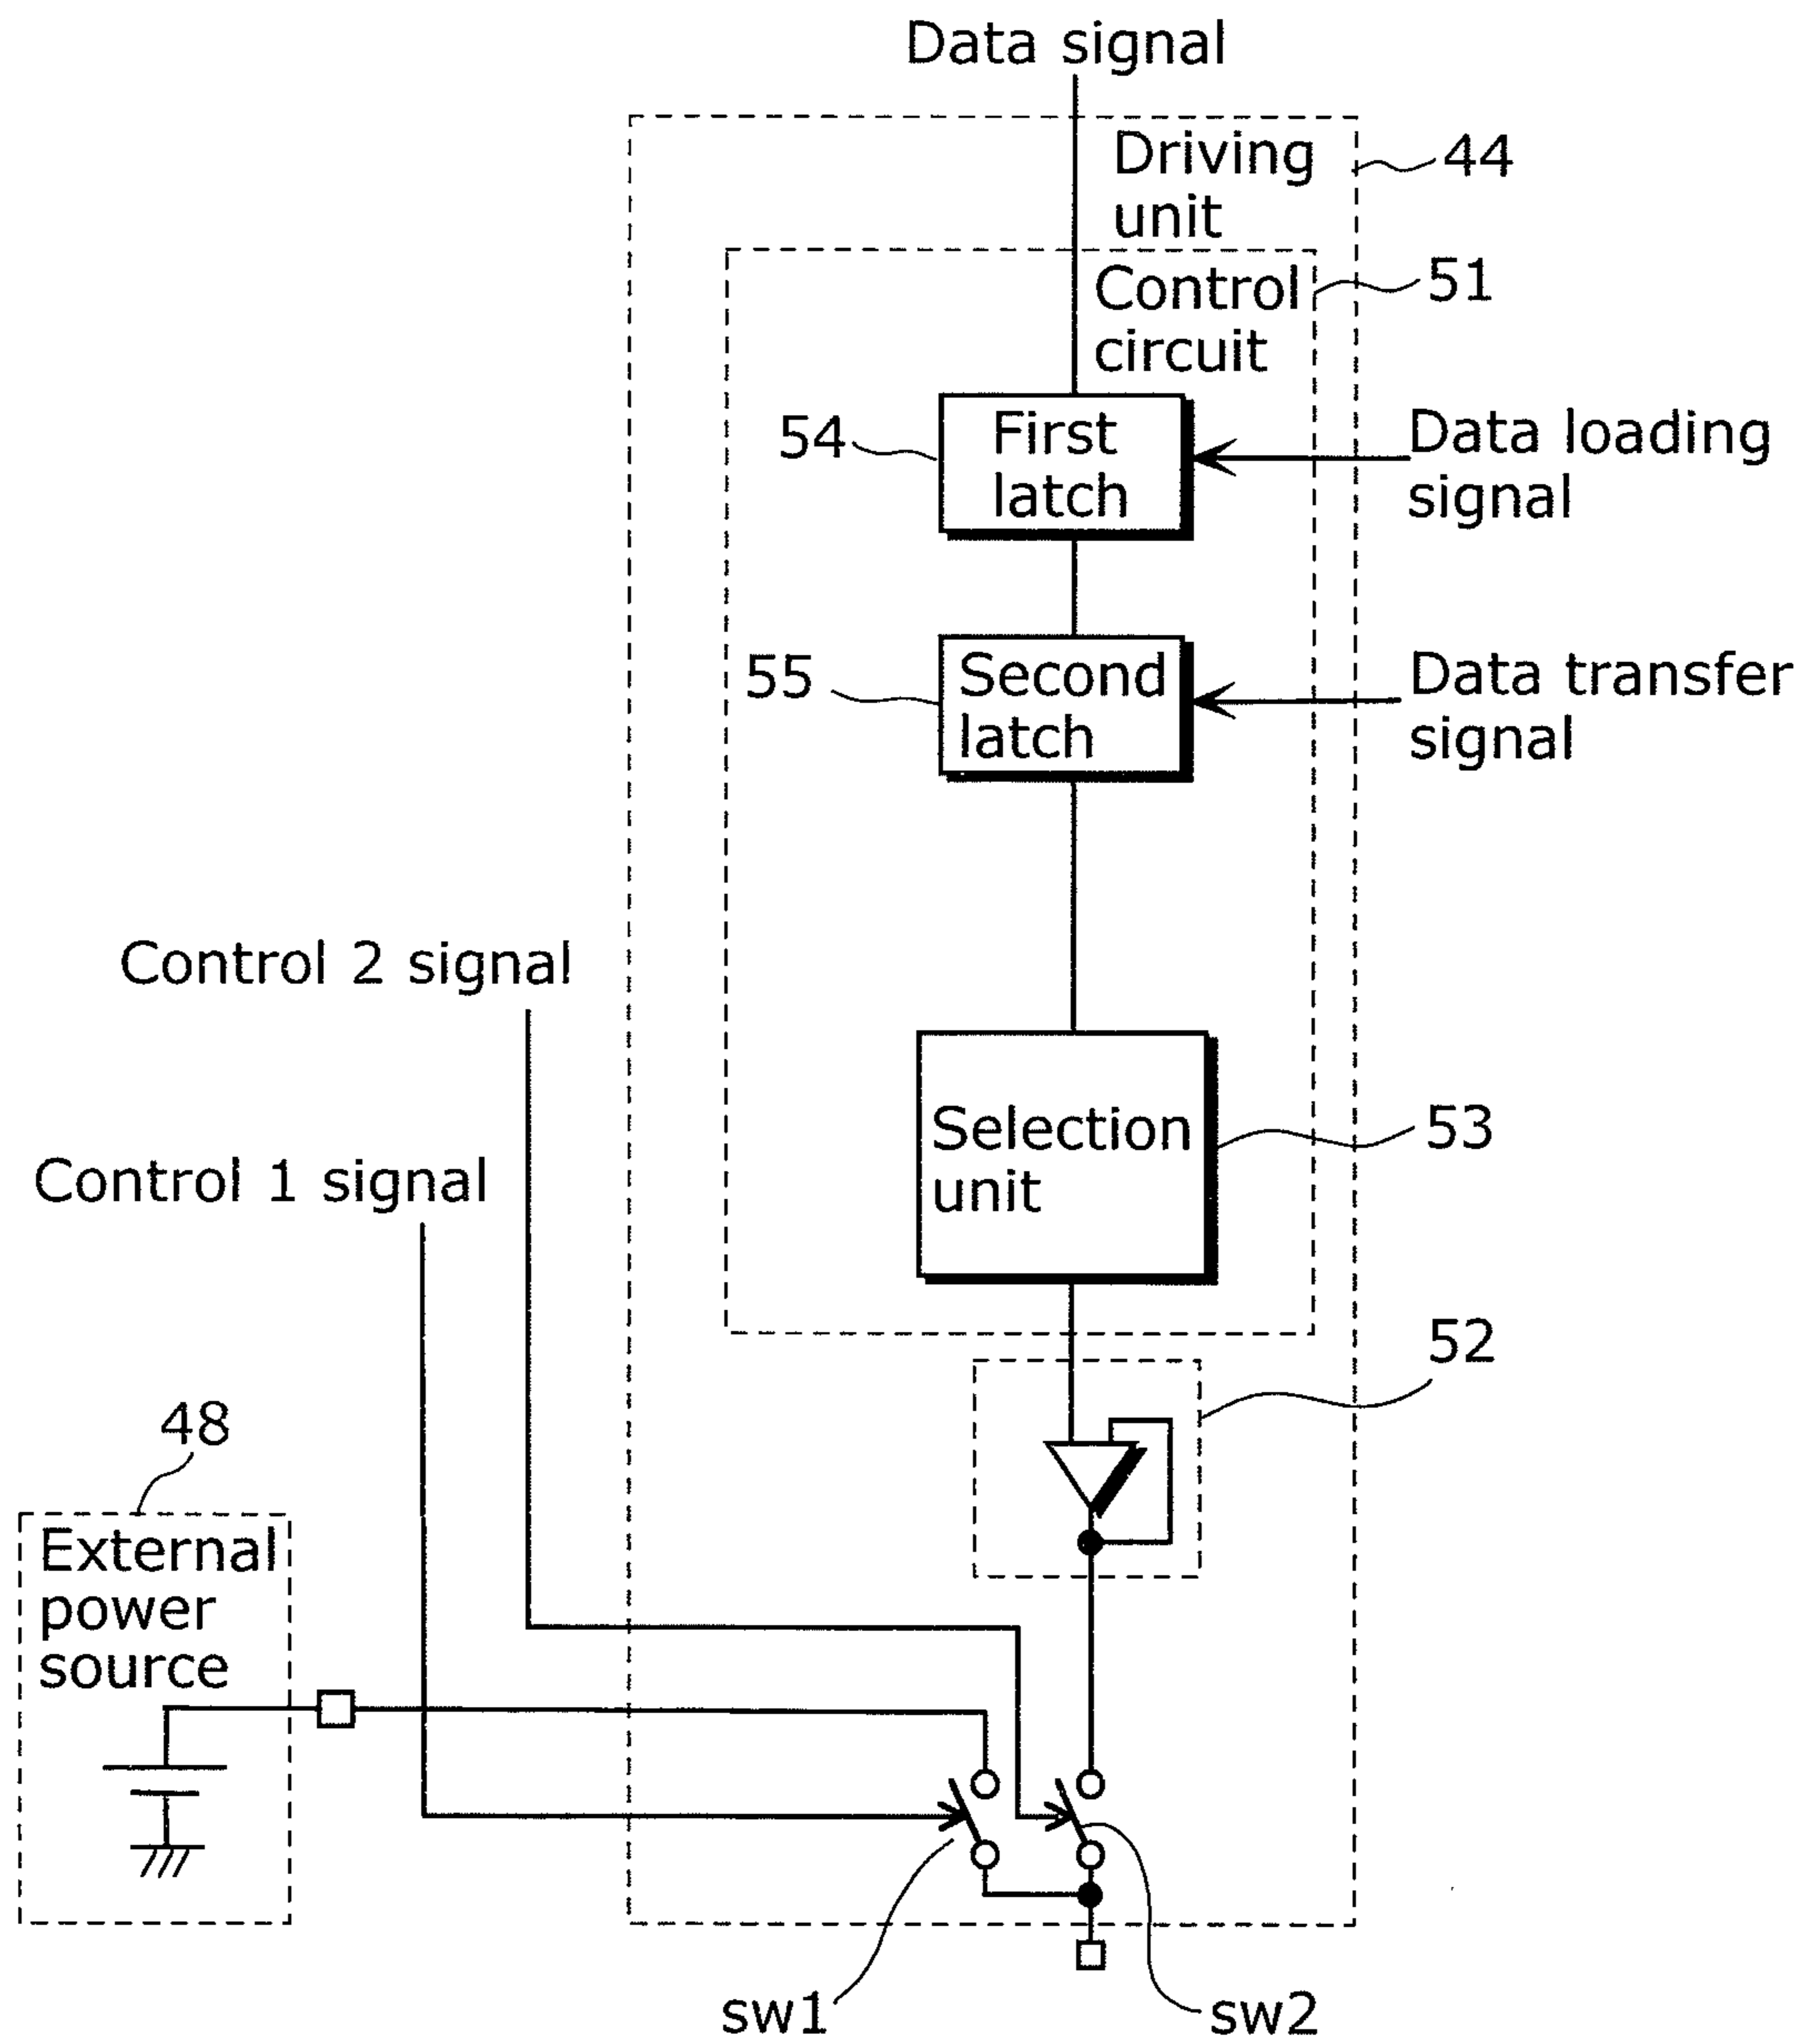 Data signal
Driving
unit
44
Control
circuit
51
54
First
latch
Data loading
signal
55
Second
latch
Data transfer
signal
Control 2 signal
Selection
unit
53
Control 1 signal
52
48
External
power
source
sw1
sw2